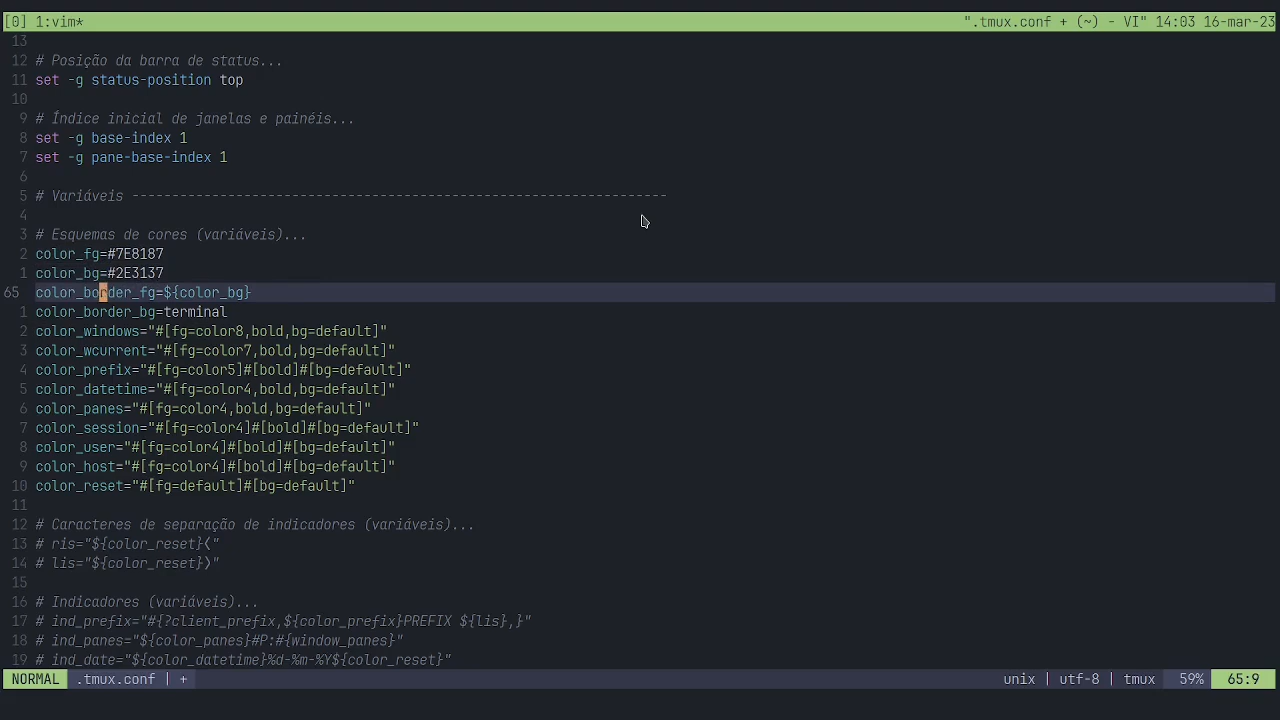 [0] 1:vim* ".tmux.conf + (~) - VI" 14:03 16-mar-23
13
12 # Posição da barra de status...
11 set -g status-position top
10
9 # Índice inicial de janelas e painéis...
8 set -g base-index 1
7 set -g pane-base-index 1
6
5 # Variáveis -------------------------------------------------------------------
4
3 # Esquemas de cores (variáveis)...
2 color_fg=#7E8187
1 color_bg=#2E3137
65 color_border_fg=${color_bg}
1 color_border_bg=terminal
2 color_windows="#[fg=color8,bold,bg=default]"
3 color_wcurrent="#[fg=color7,bold,bg=default]"
4 color_prefix="#[fg=color5]#[bold]#[bg=default]"
5 color_datetime="#[fg=color4,bold,bg=default]"
6 color_panes="#[fg=color4,bold,bg=default]"
7 color_session="#[fg=color4]#[bold]#[bg=default]"
8 color_user="#[fg=color4]#[bold]#[bg=default]"
9 color_host="#[fg=color4]#[bold]#[bg=default]"
10 color_reset="#[fg=default]#[bg=default]"
11
12 # Caracteres de separação de indicadores (variáveis)...
13 # ris="${color_reset}⟨"
14 # lis="${color_reset}⟩"
15
16 # Indicadores (variáveis)...
17 # ind_prefix="#{?client_prefix,${color_prefix}PREFIX ${lis},}"
18 # ind_panes="${color_panes}#P:#{window_panes}"
19 # ind_date="${color_datetime}%d-%m-%Y${color_reset}"
NORMAL .tmux.conf | + unix | utf-8 | tmux 59% 65:9